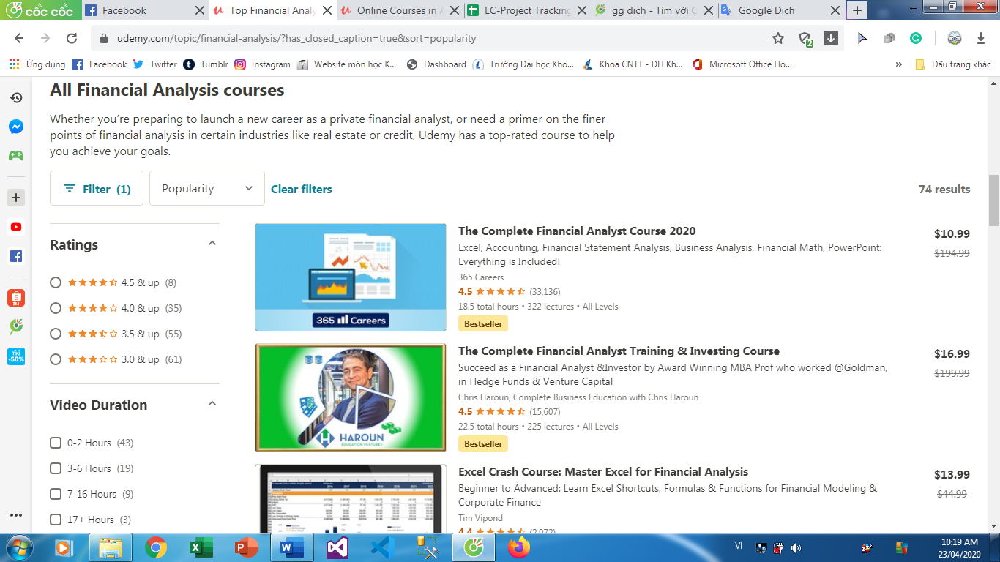 cốc cốc
Facebook
Top Financial Analy
Online Courses in A
EC-Project Tracking
gg dịch - Tìm với C
Google Dịch
udemy.com/topic/financial-analysis/?has_closed_caption=true&sort=popularity
2
Ứng dụng
Facebook
Twitter
Tumblr
Instagram
Website môn học K...
Dashboard
Trường Đại học Kho...
Khoa CNTT - ĐH Kh...
Microsoft Office Ho...
»
Dấu trang khác
All Financial Analysis courses
Whether you're preparing to launch a new career as a private financial analyst, or need a primer on the finer
points of financial analysis in certain industries like real estate or credit, Udemy has a top-rated course to help
you achieve your goals.
Filter (1)
Popularity
Clear filters
74 results
Ratings
4.5 & up (8)
4.0 & up (35)
3.5 & up (55)
3.0 & up (61)
Video Duration
0-2 Hours (43)
3-6 Hours (19)
7-16 Hours (9)
17+ Hours (3)
365 Careers
The Complete Financial Analyst Course 2020
Excel, Accounting, Financial Statement Analysis, Business Analysis, Financial Math, PowerPoint:
Everything is Included!
365 Careers
4.5 (33,136)
18.5 total hours • 322 lectures • All Levels
Bestseller
$10.99
$194.99
HAROUN
EDUCATION VENTURES
The Complete Financial Analyst Training & Investing Course
Succeed as a Financial Analyst &Investor by Award Winning MBA Prof who worked @Goldman,
in Hedge Funds & Venture Capital
Chris Haroun, Complete Business Education with Chris Haroun
4.5 (15,607)
22.5 total hours • 225 lectures • All Levels
Bestseller
$16.99
$199.99
Excel Crash Course: Master Excel for Financial Analysis
Beginner to Advanced: Learn Excel Shortcuts, Formulas & Functions for Financial Modeling &
Corporate Finance
Tim Vipond
4.4 (2,972)
$13.99
$44.99
TIKI
-50%
VI
10:19 AM
23/04/2020